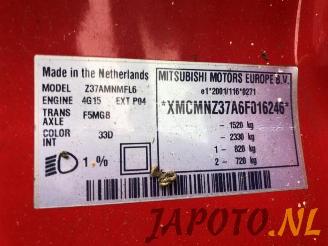 Made in the Netherlands
MODEL Z37AMNMFL6
ENGINE 4G15 EXT P04
TRANS AXLE F5MGB
COLOR INT 33D
1.%
MITSUBISHI MOTORS EUROPE B.V.
e1*2001/116*0271
*XMCMNZ37A6F016246*
- 1520 kg
- 2330 kg
1 - 820 kg
2 - 720 kg
JAPOTO.NL